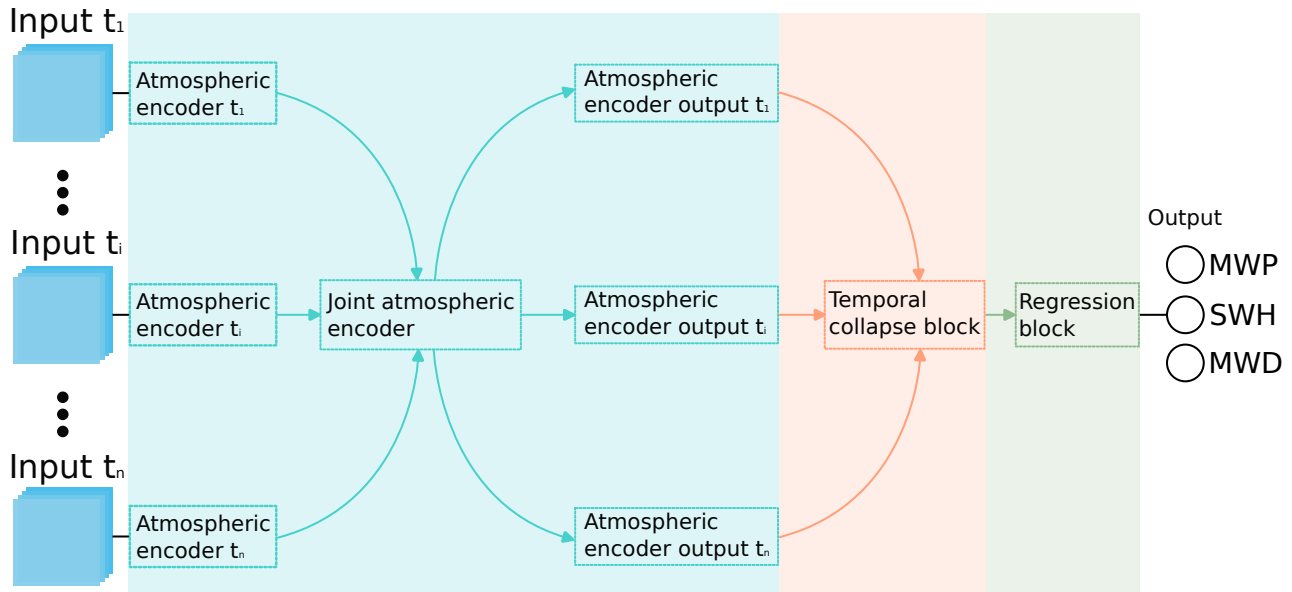 Input t₁
Atmospheric
encoder t₁
Atmospheric
encoder output t₁
Input tᵢ
Atmospheric
encoder tᵢ
Joint atmospheric
encoder
Atmospheric
encoder output tᵢ
Temporal
collapse block
Regression
block
Output
MWP
SWH
MWD
Input tₙ
Atmospheric
encoder tₙ
Atmospheric
encoder output tₙ